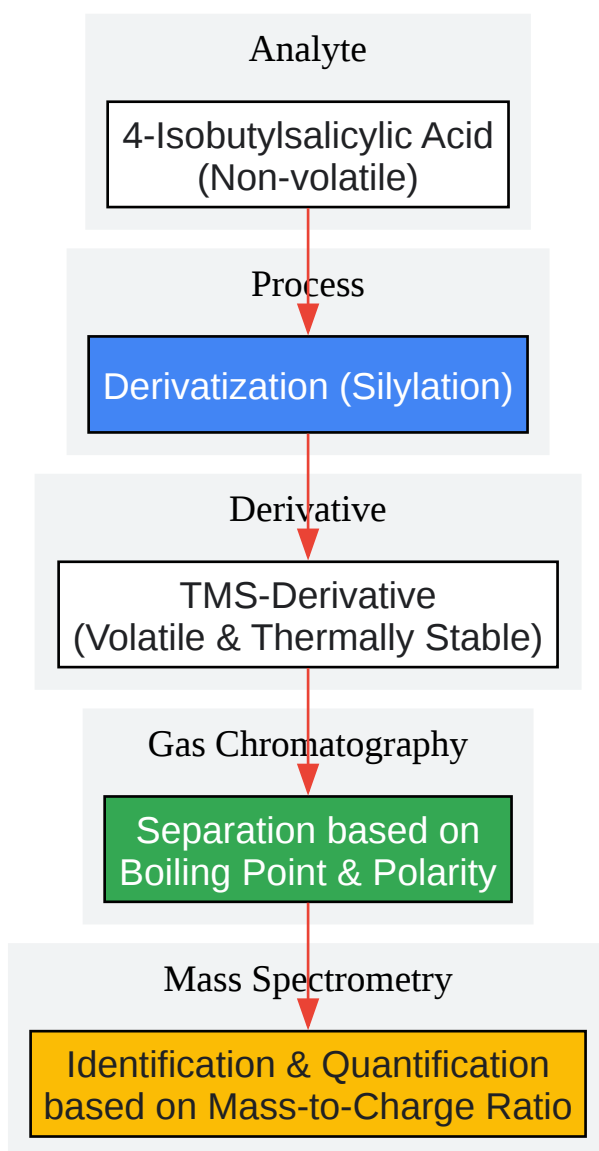 Analyte
4-Isobutylsalicylic Acid
(Non-volatile)
Process
Derivatization (Silylation)
Derivative
TMS-Derivative
(Volatile & Thermally Stable)
Gas Chromatography
Separation based on
Boiling Point & Polarity
Mass Spectrometry
Identification & Quantification
based on Mass-to-Charge Ratio